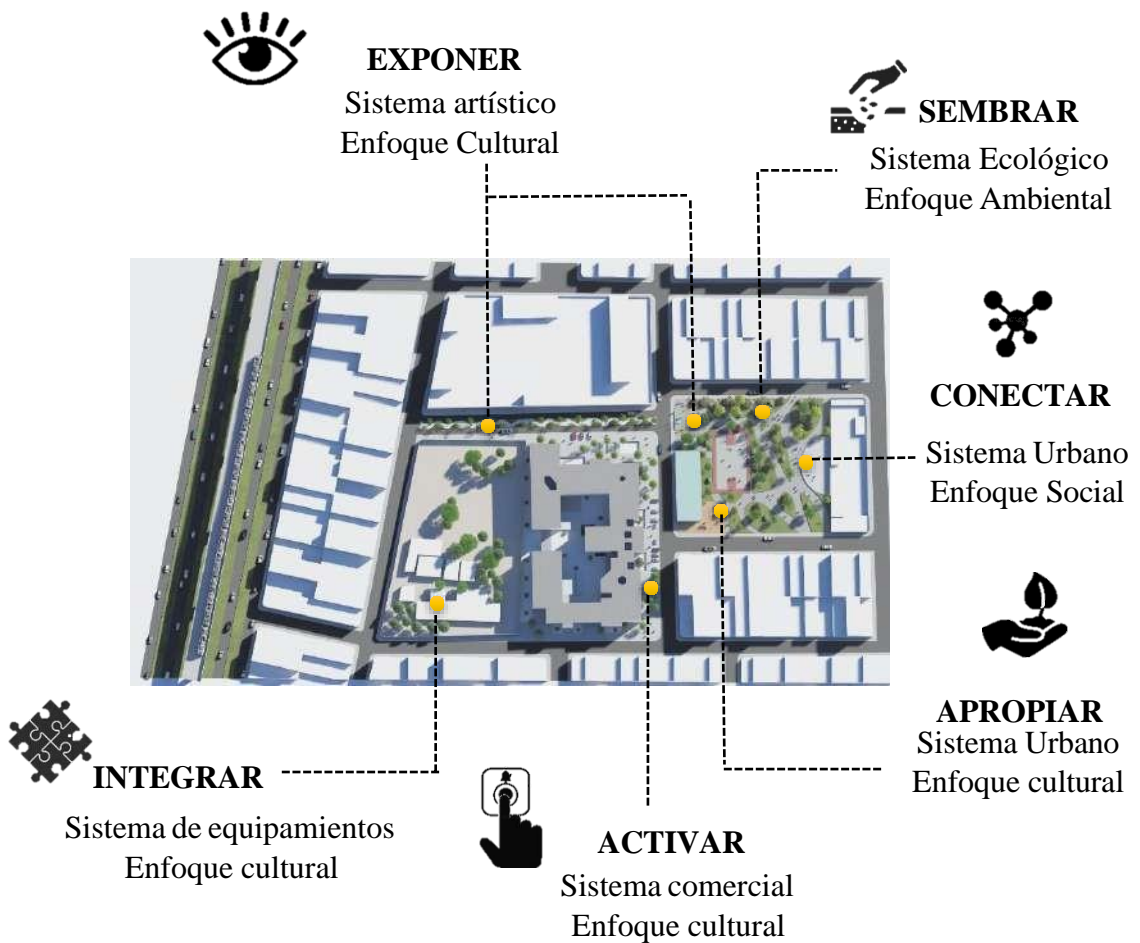 EXPONER
Sistema artístico
Enfoque Cultural
SEMBRAR
Sistema Ecológico
Enfoque Ambiental
CONECTAR
Sistema Urbano
Enfoque Social
APROPIAR
Sistema Urbano
Enfoque cultural
INTEGRAR
Sistema de equipamientos
Enfoque cultural
ACTIVAR
Sistema comercial
Enfoque cultural